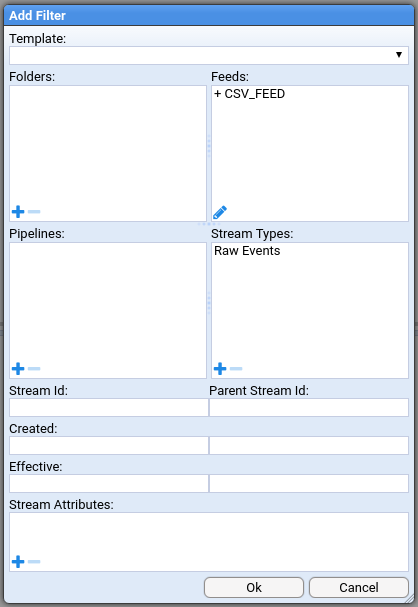 Add Filter
Template:
Folders:
Feeds:
+ CSV_FEED
Pipelines:
Stream Types:
Raw Events
Stream Id:
Parent Stream Id:
Created:
Effective:
Stream Attributes:
Ok
Cancel